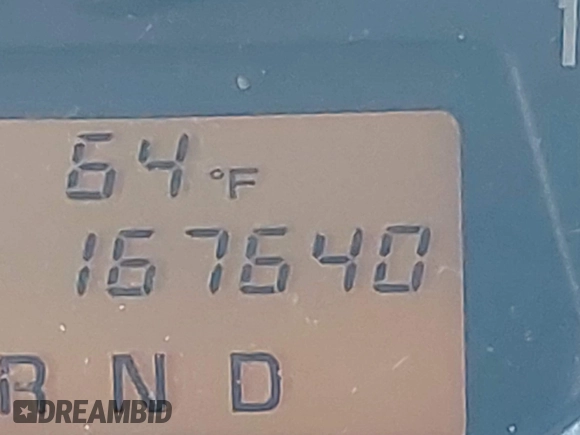 64 °F
167640
R N D
DREAMBID